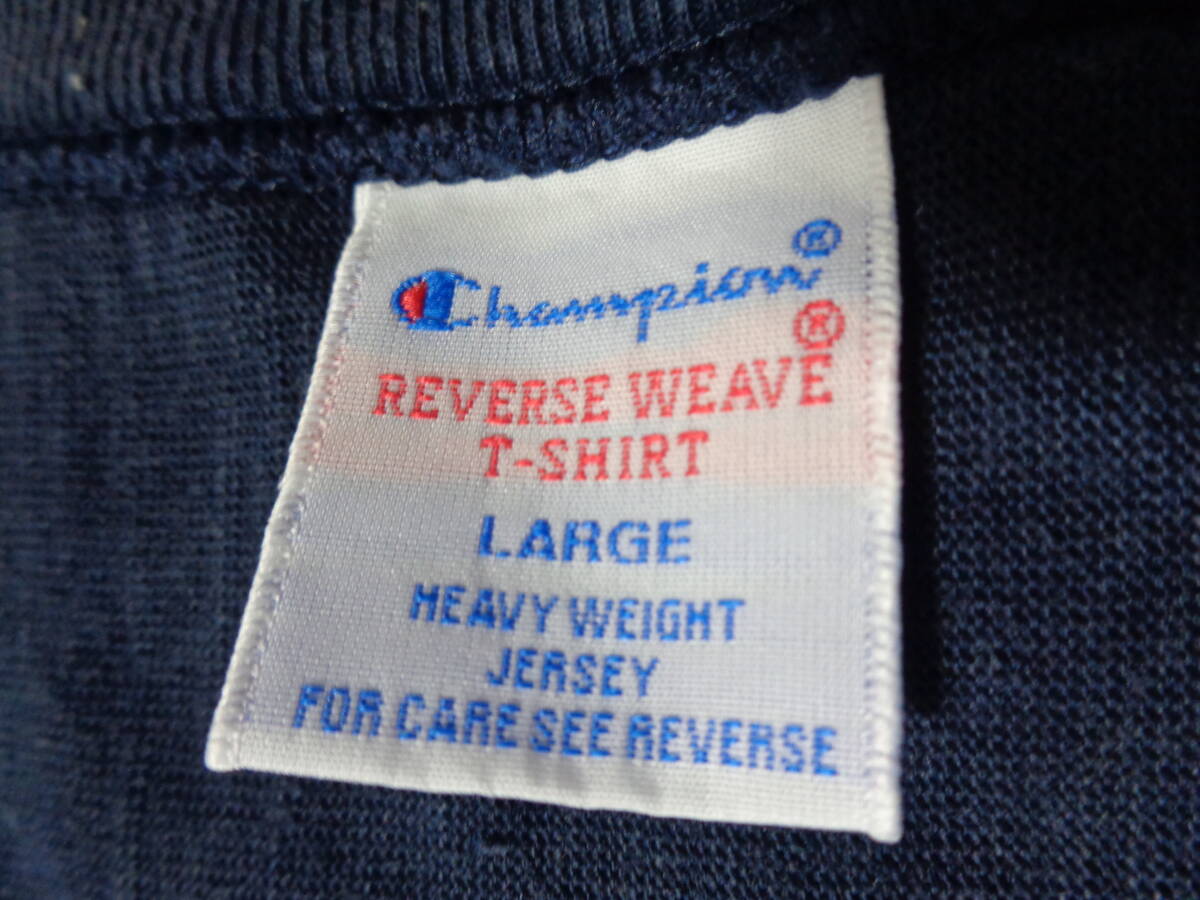 Champion®
REVERSE WEAVE®
T-SHIRT
LARGE
HEAVY WEIGHT
JERSEY
FOR CARE SEE REVERSE